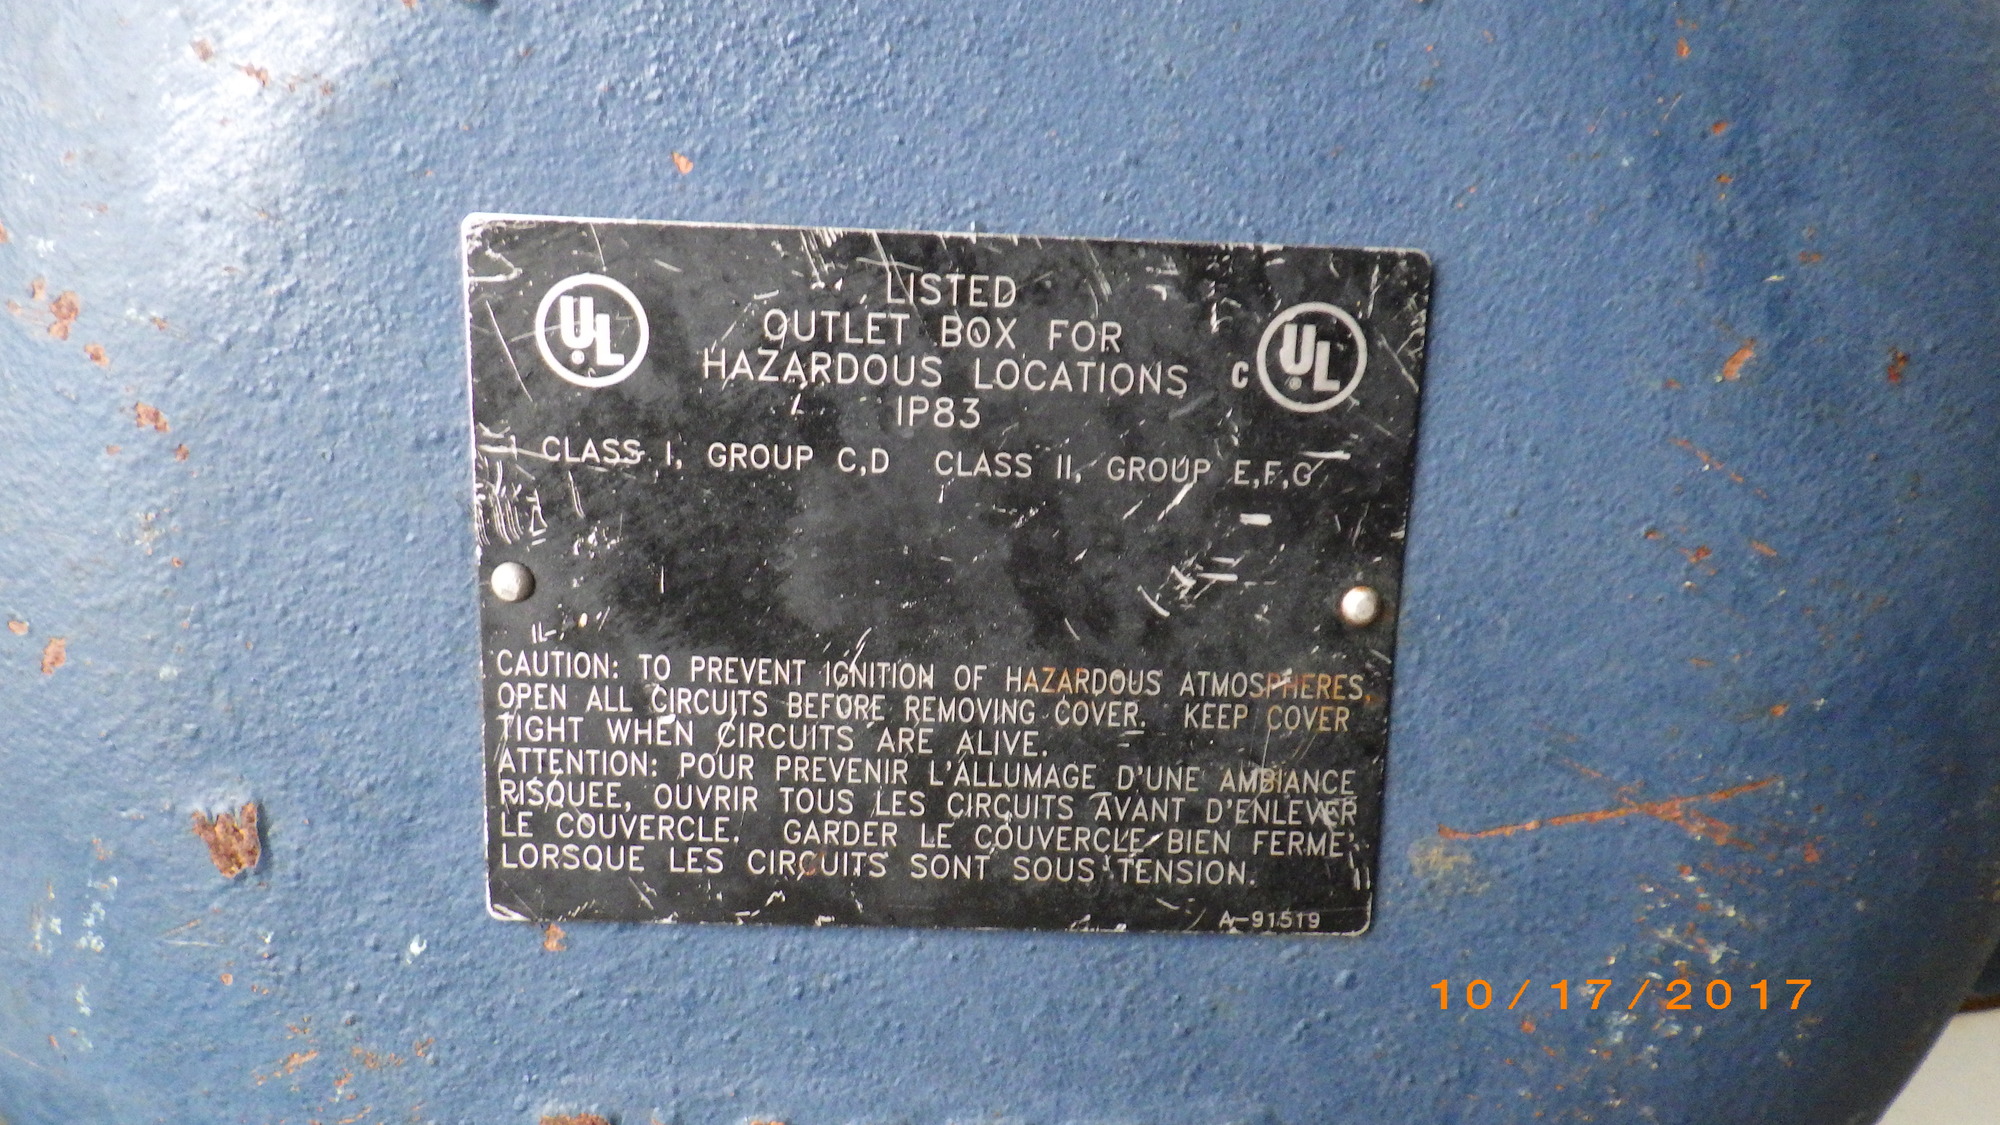 UL LISTED C UL
OUTLET BOX FOR
HAZARDOUS LOCATIONS
IP83
CLASS I, GROUP C,D CLASS II, GROUP E,F,G
CAUTION: TO PREVENT IGNITION OF HAZARDOUS ATMOSPHERES,
OPEN ALL CIRCUITS BEFORE REMOVING COVER. KEEP COVER
TIGHT WHEN CIRCUITS ARE ALIVE.
ATTENTION: POUR PREVENIR L'ALLUMAGE D'UNE AMBIANCE
RISQUEE, OUVRIR TOUS LES CIRCUITS AVANT D'ENLEVER
LE COUVERCLE. GARDER LE COUVERCLE BIEN FERME
LORSQUE LES CIRCUITS SONT SOUS TENSION.
A-91519
10/17/2017